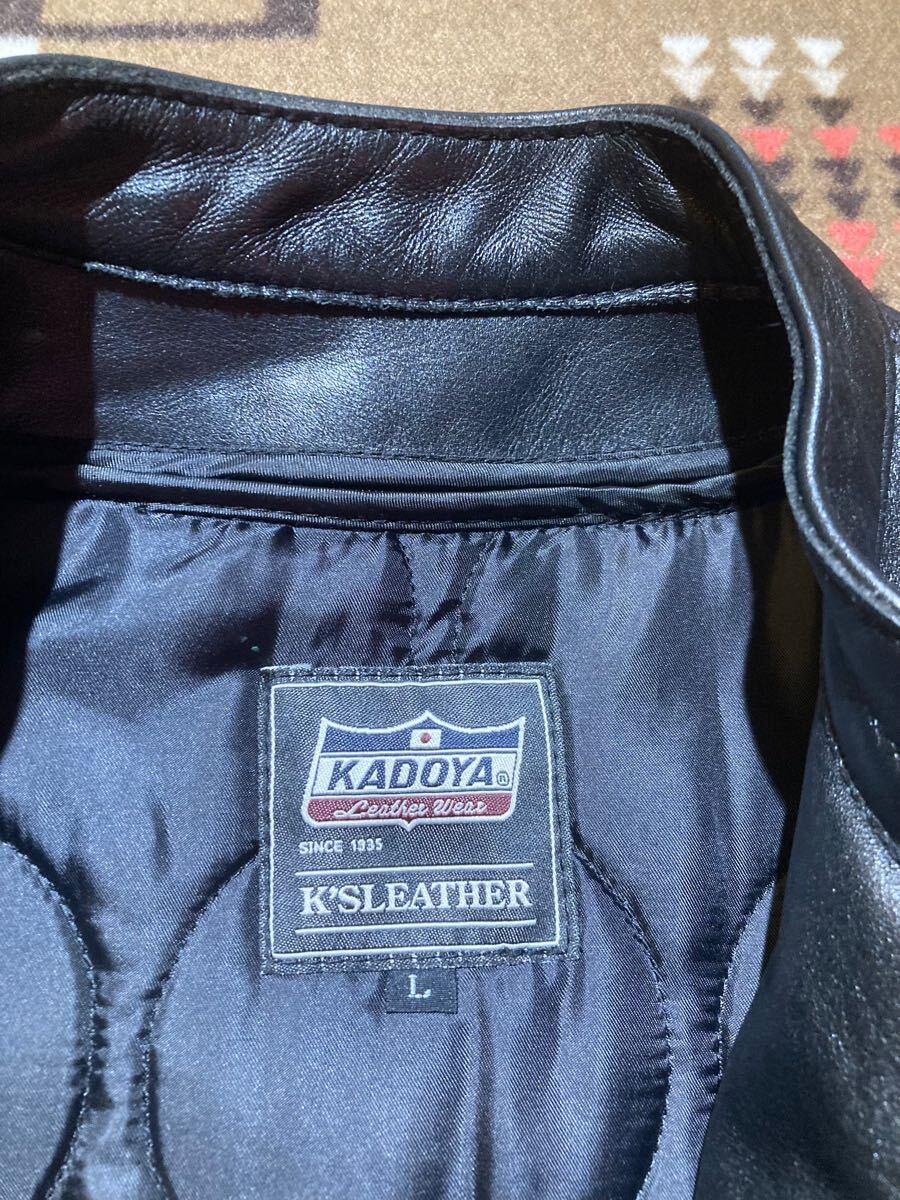 KADOYA
Leather Wear
SINCE 1935
K'SLEATHER
L